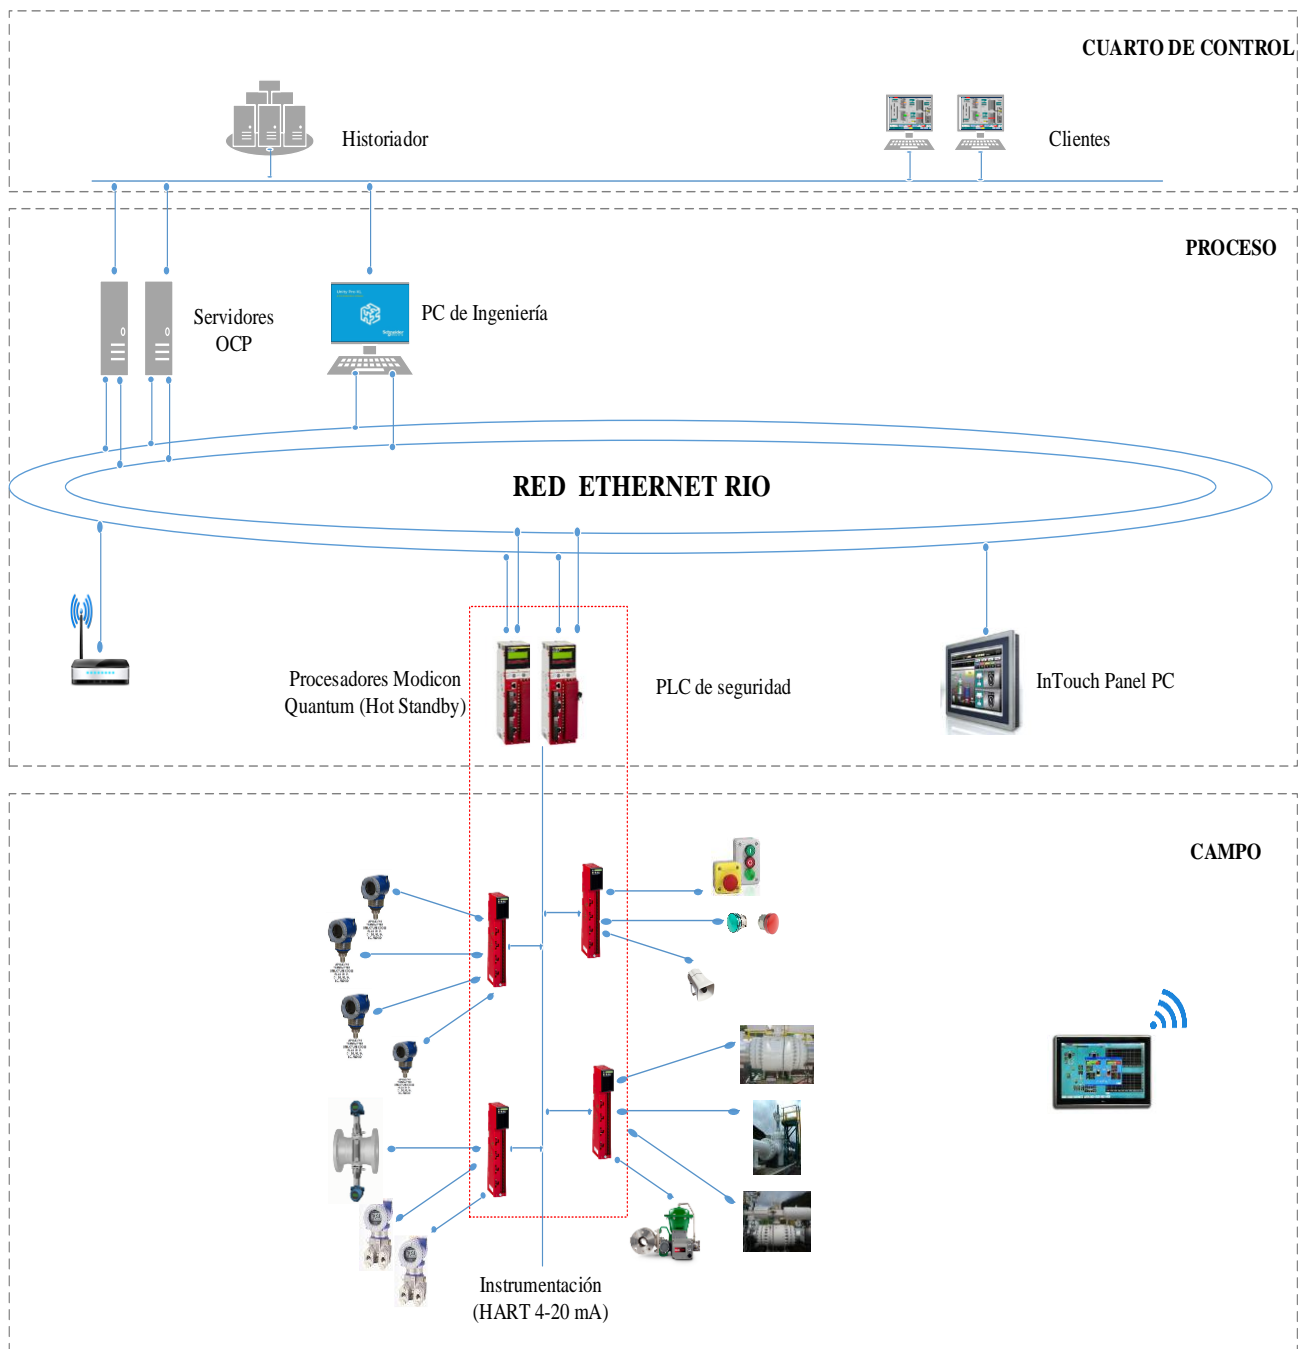 CUARTO DE CONTROL
Historiador
Clientes
PROCESO
Servidores
OCP
PC de Ingeniería
RED ETHERNET RIO
Procesadores Modicon
Quantum (Hot Standby)
PLC de seguridad
InTouch Panel PC
CAMPO
Instrumentación
(HART 4-20 mA)